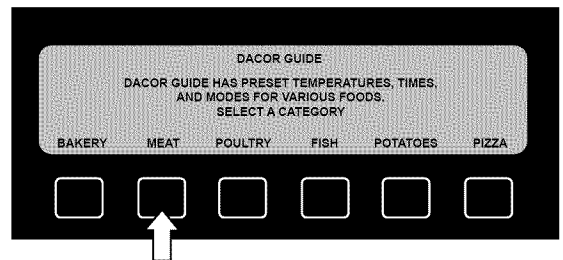 DACOR GUIDE
DACOR GUIDE HAS PRESET TEMPERATURES, TIMES,
AND MODES FOR VARIOUS FOODS.
SELECT A CATEGORY
BAKERY MEAT POULTRY FISH POTATOES PIZZA